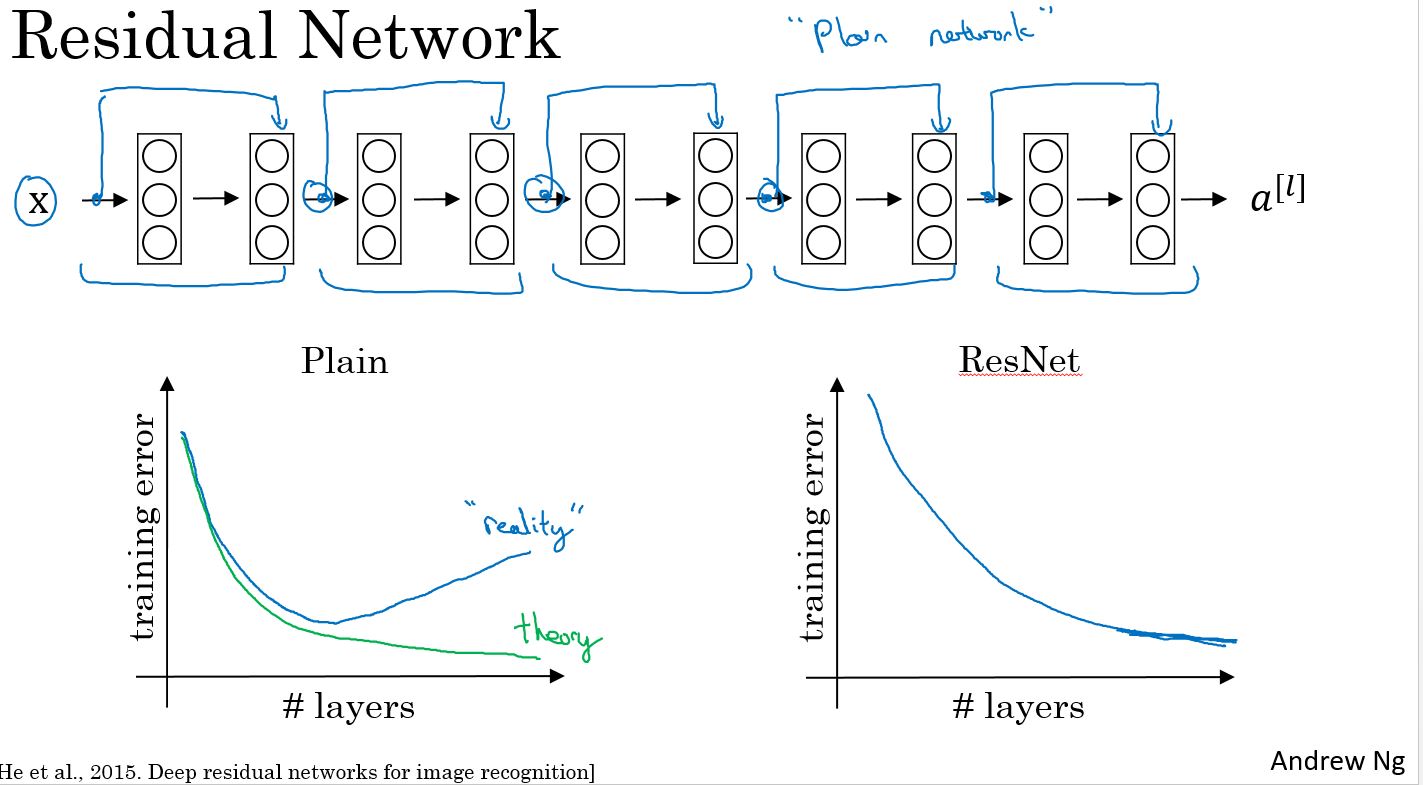 Residual Network
"Plain network"
x
a[l]
Plain
ResNet
training error
"reality"
theory
# layers
training error
# layers
He et al., 2015. Deep residual networks for image recognition]
Andrew Ng